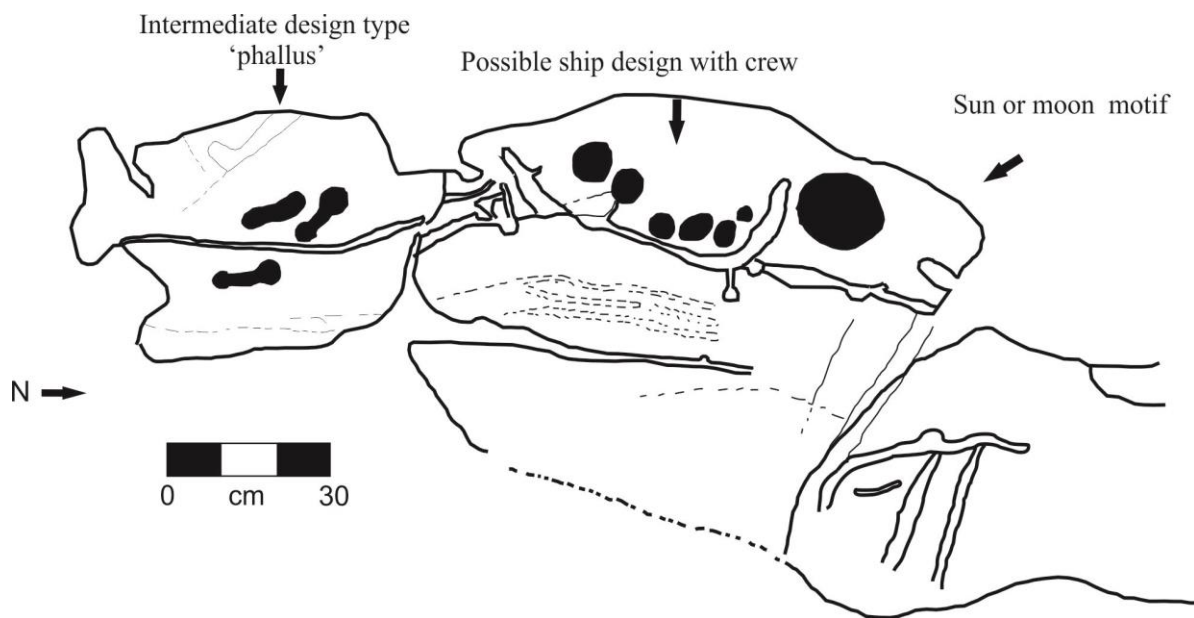 Intermediate design type
‘phallus’
Possible ship design with crew
Sun or moon motif
N
0 cm 30